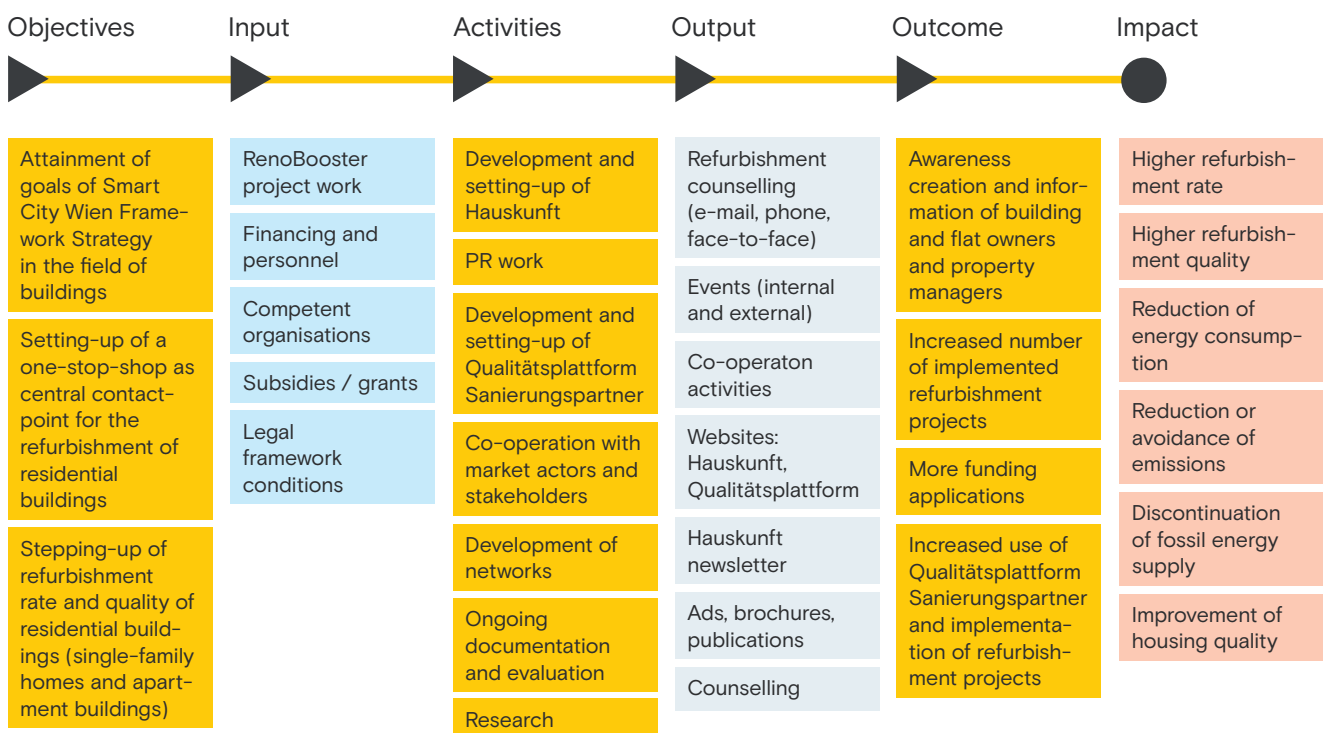 Objectives
Input
Activities
Output
Outcome
Impact
Attainment of
goals of Smart
City Wien Frame-
work Strategy
in the field of
buildings
Setting-up of a
one-stop-shop as
central contact-
point for the
refurbishment of
residential
buildings
Stepping-up of
refurbishment
rate and quality of
residential build-
ings (single-family
homes and apart-
ment buildings)
RenoBooster
project work
Financing and
personnel
Competent
organisations
Subsidies / grants
Legal
framework
conditions
Development and
setting-up of
Hauskunft
PR work
Development and
setting-up of
Qualitätsplattform
Sanierungspartner
Co-operation with
market actors and
stakeholders
Development of
networks
Ongoing
documentation
and evaluation
Research
Refurbishment
counselling
(e-mail, phone,
face-to-face)
Events (internal
and external)
Co-operaton
activities
Websites:
Hauskunft,
Qualitätsplattform
Hauskunft
newsletter
Ads, brochures,
publications
Counselling
Awareness
creation and infor-
mation of building
and flat owners
and property
managers
Increased number
of implemented
refurbishment
projects
More funding
applications
Increased use of
Qualitätsplattform
Sanierungspartner
and implementa-
tion of refurbish-
ment projects
Higher refurbish-
ment rate
Higher refurbish-
ment quality
Reduction of
energy consump-
tion
Reduction or
avoidance of
emissions
Discontinuation
of fossil energy
supply
Improvement of
housing quality